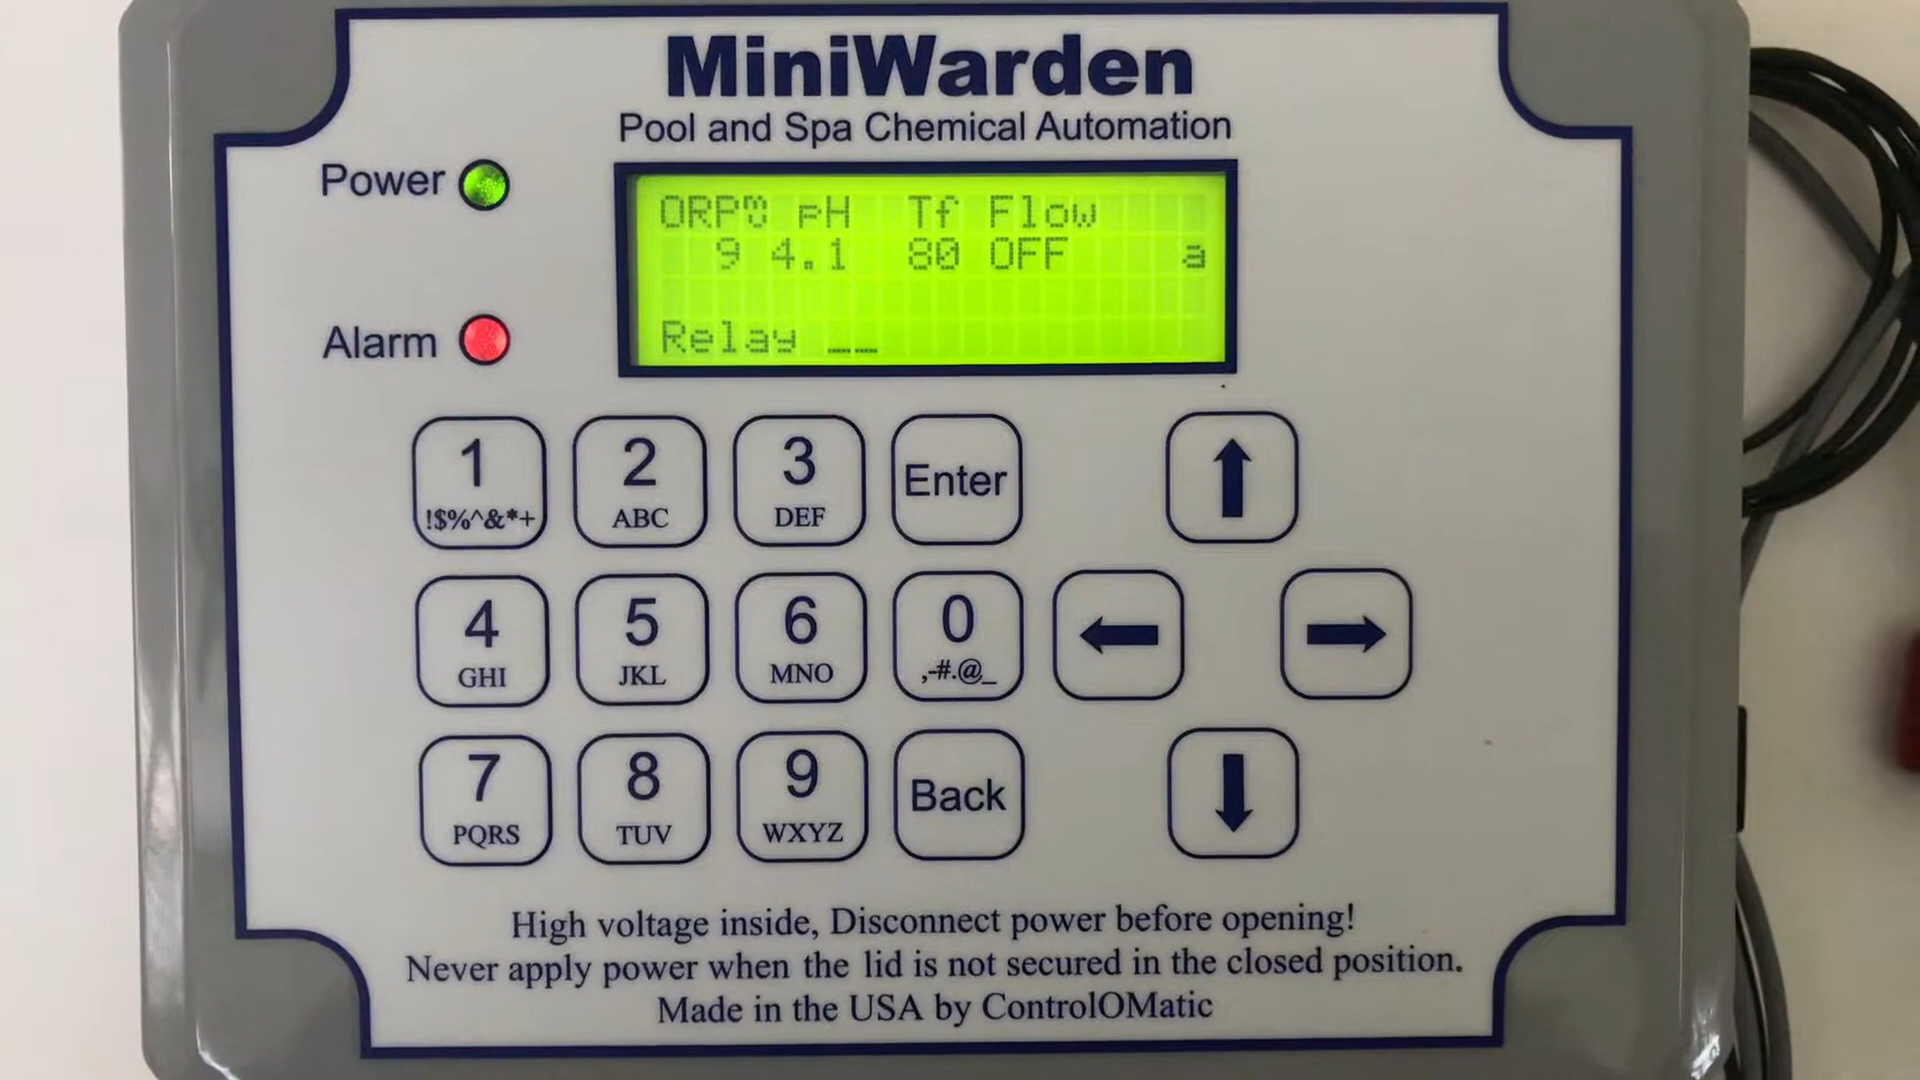 MiniWarden
Pool and Spa Chemical Automation
Power
ORP pH Tf Flow
9 4.1 80 OFF a
Alarm
Relay __
1 2 3 Enter
!$%^&*+ ABC DEF
4 5 6 0
GHI JKL MNO ,-#.@_
7 8 9 Back
PQRS TUV WXYZ
High voltage inside, Disconnect power before opening!
Never apply power when the lid is not secured in the closed position.
Made in the USA by ControlOMatic